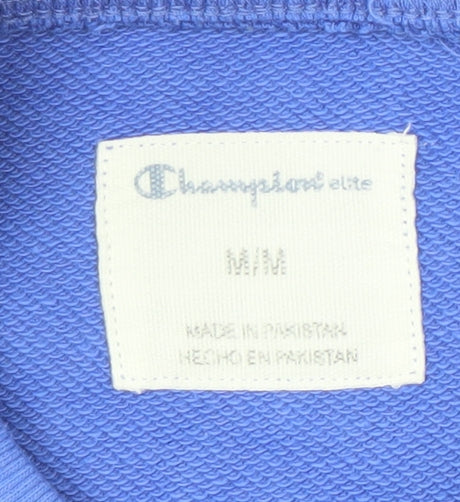 Champion elite
M/M
MADE IN PAKISTAN
HECHO EN PAKISTAN